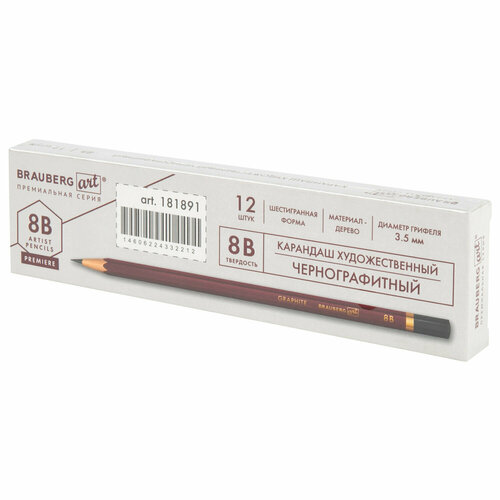 BRAUBERG art®
ПРЕМИАЛЬНАЯ СЕРИЯ
8B
ARTIST
PENCILS
PREMIERE
art. 181891
12
ШТУК
ШЕСТИГРАННАЯ
ФОРМА
МАТЕРИАЛ -
ДЕРЕВО
ДИАМЕТР ГРИФЕЛЯ
3.5 мм
8B
ТВЕРДОСТЬ
КАРАНДАШ ХУДОЖЕСТВЕННЫЙ
ЧЕРНОГРАФИТНЫЙ
GRAPHITE
BRAUBERG art
8B